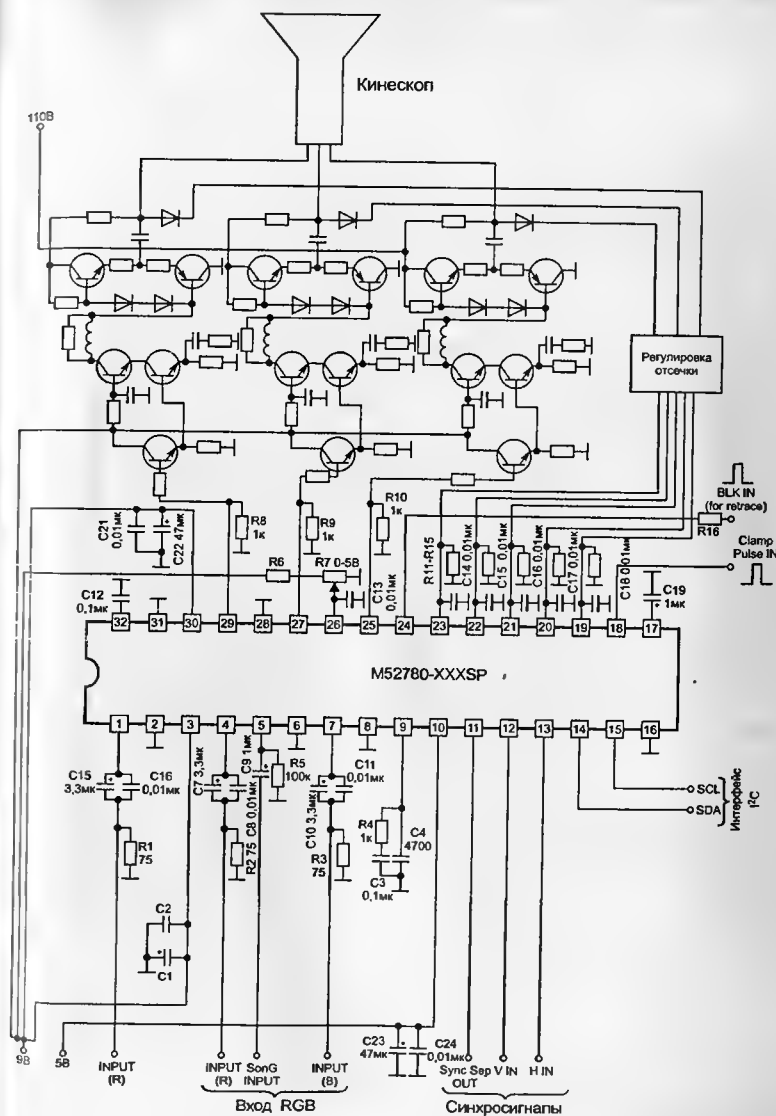 Кинескоп
110В
Регулировка
отсечки
BLK IN
(for retrace)
R16
Clamp
Pulse IN
C21
0,01мк
C22 47мк
R8
1к
R9
1к
R10
1к
R6
R7 0-5В
C13
0,01мк
R11-R15
C14 0,01мк
C15 0,01мк
C16 0,01мк
C17 0,01мк
C18 0,01мк
C19
1мк
C12
0,1мк
32
31
30
29
28
27
26
25
24
23
22
21
20
19
18
17
M52780-XXXSP
1
2
3
4
5
6
7
8
9
10
11
12
13
14
15
16
C15
3,3мк
C16
0,01мк
R1
75
C7 3,3мк
C9 1мк
C8 0,01мк
R2 75
R5
100к
C10 3,3мк
C11
0,01мк
R3
75
R4
1к
C4
4700
C3
0,1мк
SCL
SDA
Интерфейс
I²C
C2
C1
C23
47мк
C24
0,01мк
9В
5В
INPUT
(R)
INPUT
(R)
SonG
INPUT
INPUT
(B)
Вход RGB
Sync Sep
OUT
V IN
H IN
Синхросигналы